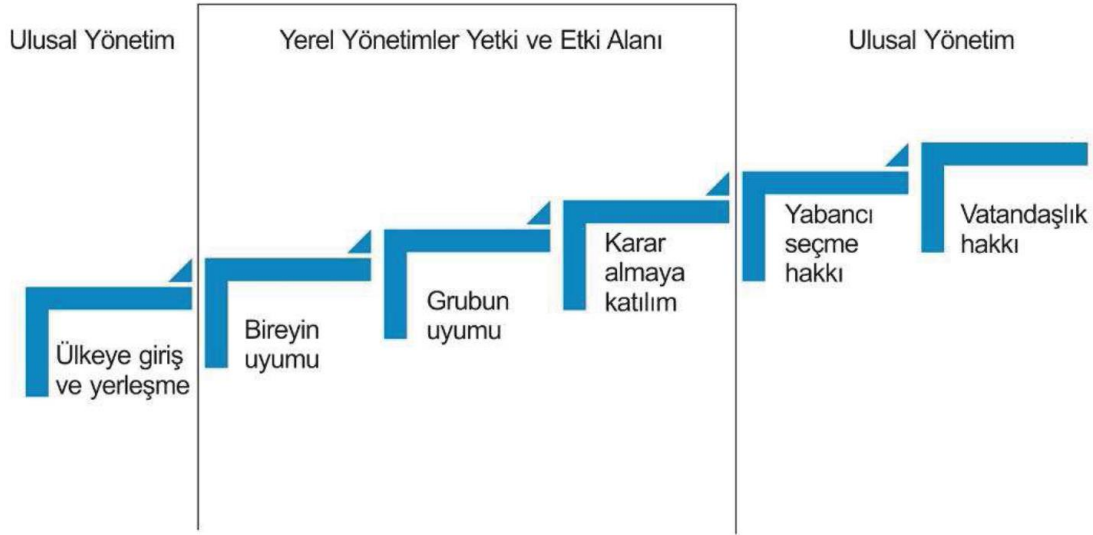 Ulusal Yönetim
Yerel Yönetimler Yetki ve Etki Alanı
Ulusal Yönetim
Ülkeye giriş
ve yerleşme
Bireyin
uyumu
Grubun
uyumu
Karar
almaya
katılım
Yabancı
seçme
hakkı
Vatandaşlık
hakkı